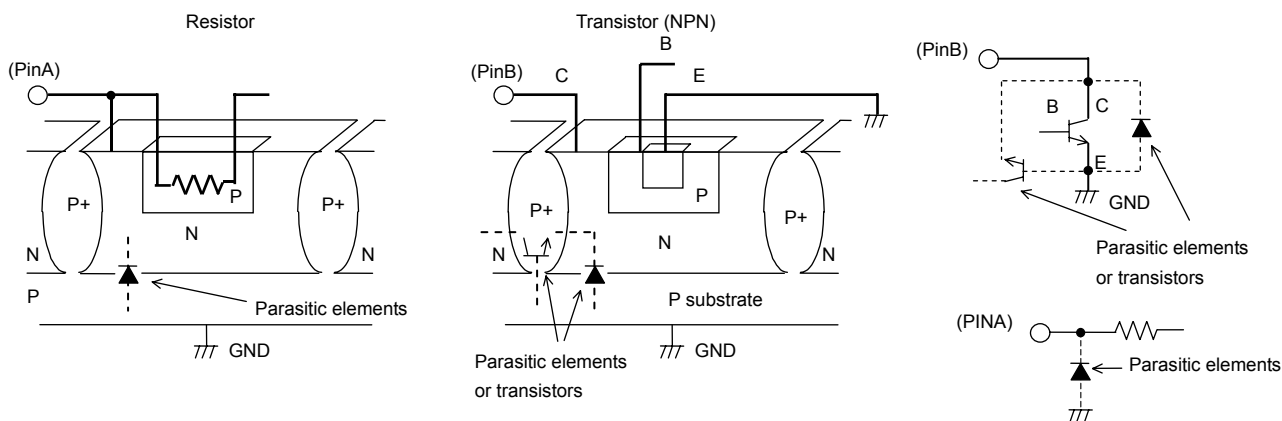 Resistor
(PinA)
P
P+
P+
N
N
N
P
Parasitic elements
GND
Transistor (NPN)
B
(PinB)
C
E
P
P+
P+
N
N
N
P substrate
GND
Parasitic elements
or transistors
(PinB)
B
C
E
GND
Parasitic elements
or transistors
(PINA)
Parasitic elements